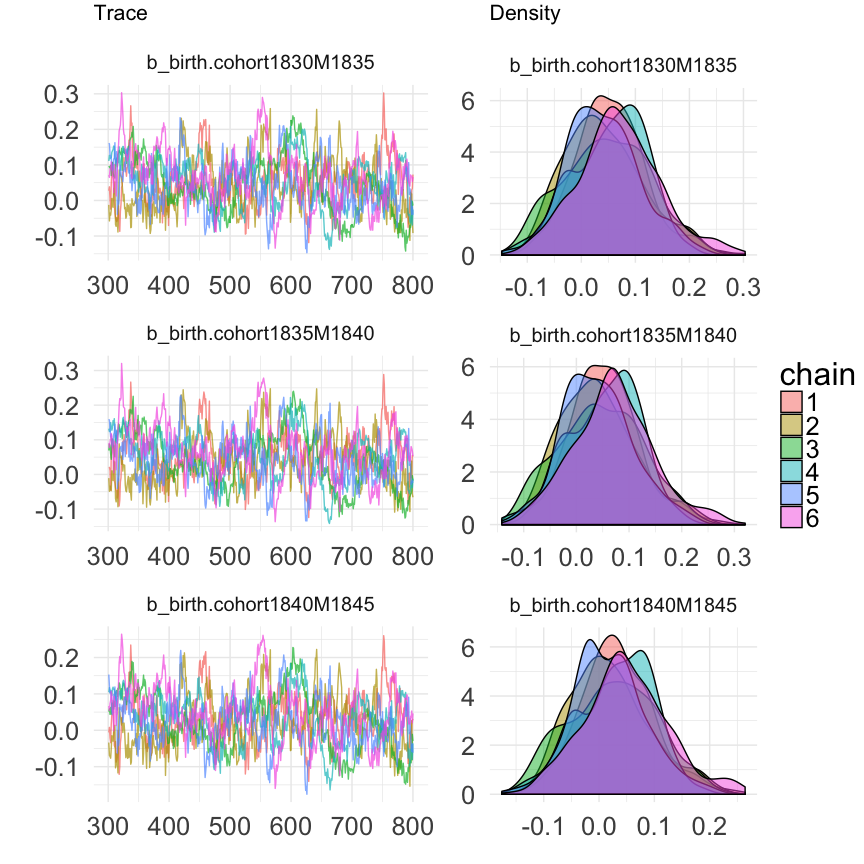 Trace
Density
b_birth.cohort1830M1835
b_birth.cohort1830M1835
0.3
0.2
0.1
0.0
-0.1
300 400 500 600 700 800
6
4
2
0
-0.1 0.0 0.1 0.2 0.3
b_birth.cohort1835M1840
b_birth.cohort1835M1840
0.3
0.2
0.1
0.0
-0.1
300 400 500 600 700 800
6
4
2
0
-0.1 0.0 0.1 0.2 0.3
chain
1
2
3
4
5
6
b_birth.cohort1840M1845
b_birth.cohort1840M1845
0.2
0.1
0.0
-0.1
300 400 500 600 700 800
6
4
2
0
-0.1 0.0 0.1 0.2